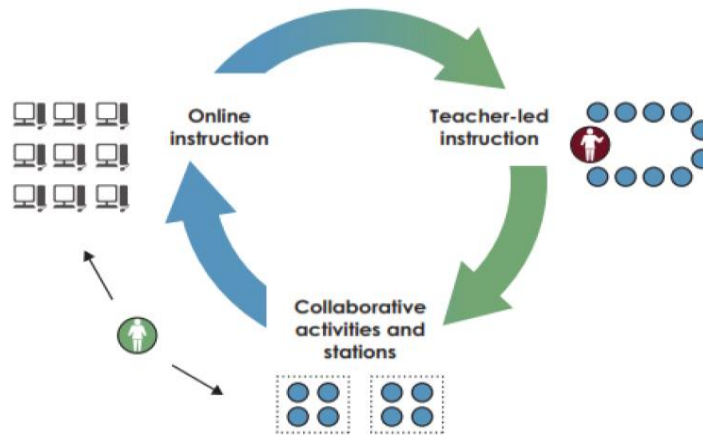 Online
instruction
Teacher-led
instruction
Collaborative
activities and
stations